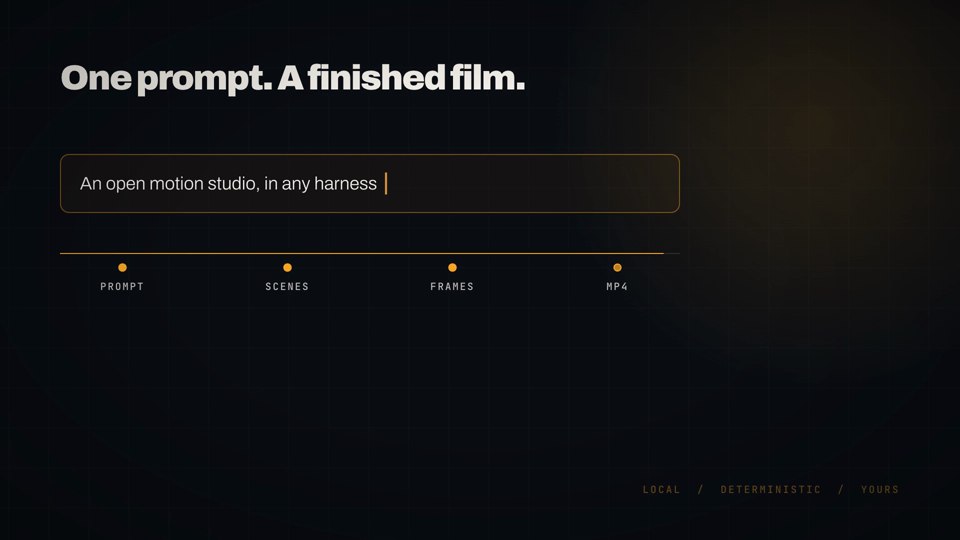 One prompt. A finished film.
An open motion studio, in any harness
PROMPT SCENES FRAMES MP4
LOCAL / DETERMINISTIC / YOURS